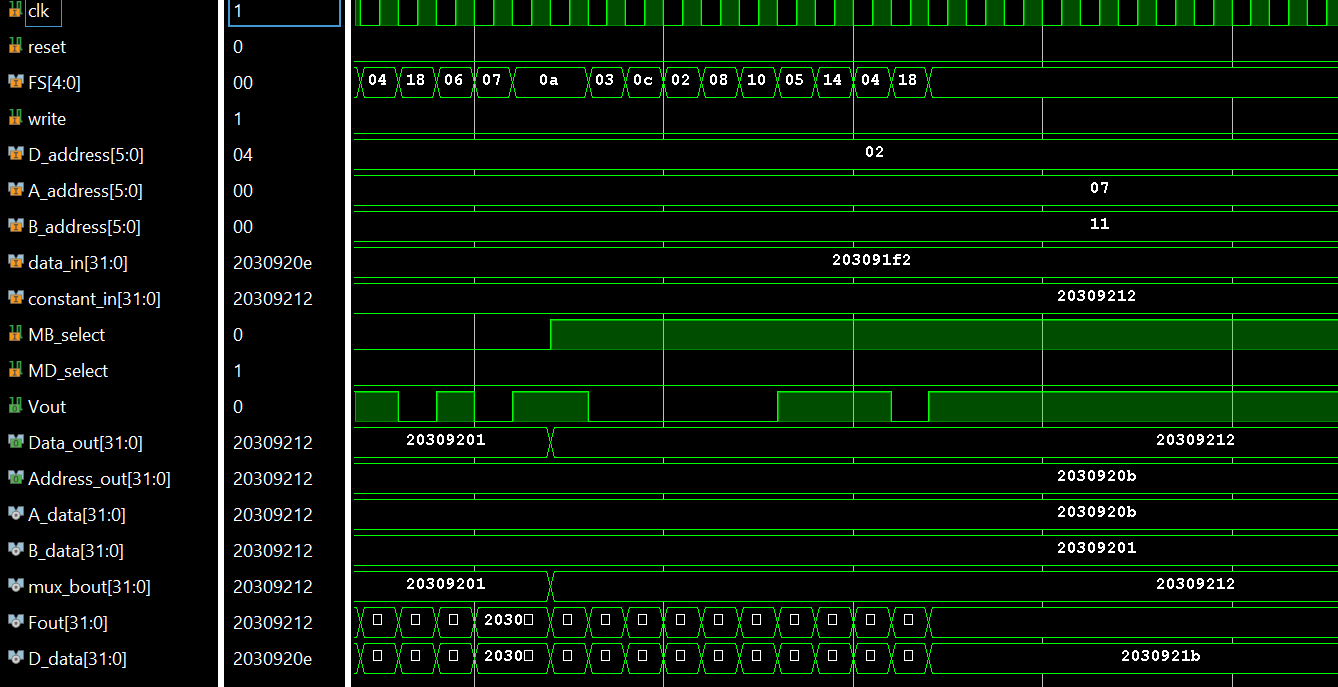 clk 1
reset 0
FS[4:0] 00 04 18 06 07 0a 03 0c 02 08 10 05 14 04 18
write 1
D_address[5:0] 04 02
A_address[5:0] 00 07
B_address[5:0] 00 11
data_in[31:0] 2030920e 203091f2
constant_in[31:0] 20309212 20309212
MB_select 0
MD_select 1
Vout 0
Data_out[31:0] 20309212 20309201 20309212
Address_out[31:0] 20309212 2030920b
A_data[31:0] 20309212 2030920b
B_data[31:0] 20309212 20309201
mux_bout[31:0] 20309212 20309201 20309212
Fout[31:0] 20309212 2030
D_data[31:0] 2030920e 2030 2030921b